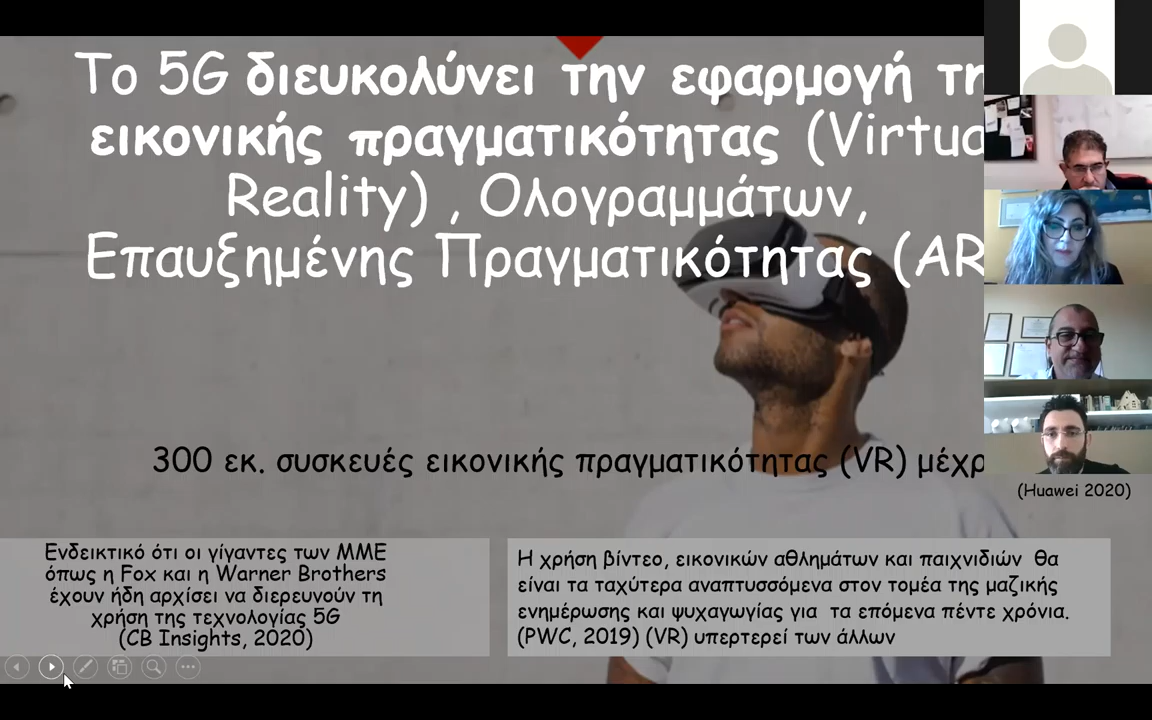 Το 5G διευκολύνει την εφαρμογή τη
εικονικής πραγματικότητας (Virtua
Reality) , Ολογραμμάτων,
Επαυξημένης Πραγματικότητας (AR
300 εκ. συσκευές εικονικής πραγματικότητας (VR) μέχρ
(Huawei 2020)
Ενδεικτικό ότι οι γίγαντες των ΜΜΕ
όπως η Fox και η Warner Brothers
έχουν ήδη αρχίσει να διερευνούν τη
χρήση της τεχνολογίας 5G
(CB Insights, 2020)
Η χρήση βίντεο, εικονικών αθλημάτων και παιχνιδιών θα
είναι τα ταχύτερα αναπτυσσόμενα στον τομέα της μαζικής
ενημέρωσης και ψυχαγωγίας για τα επόμενα πέντε χρόνια.
(PWC, 2019) (VR) υπερτερεί των άλλων